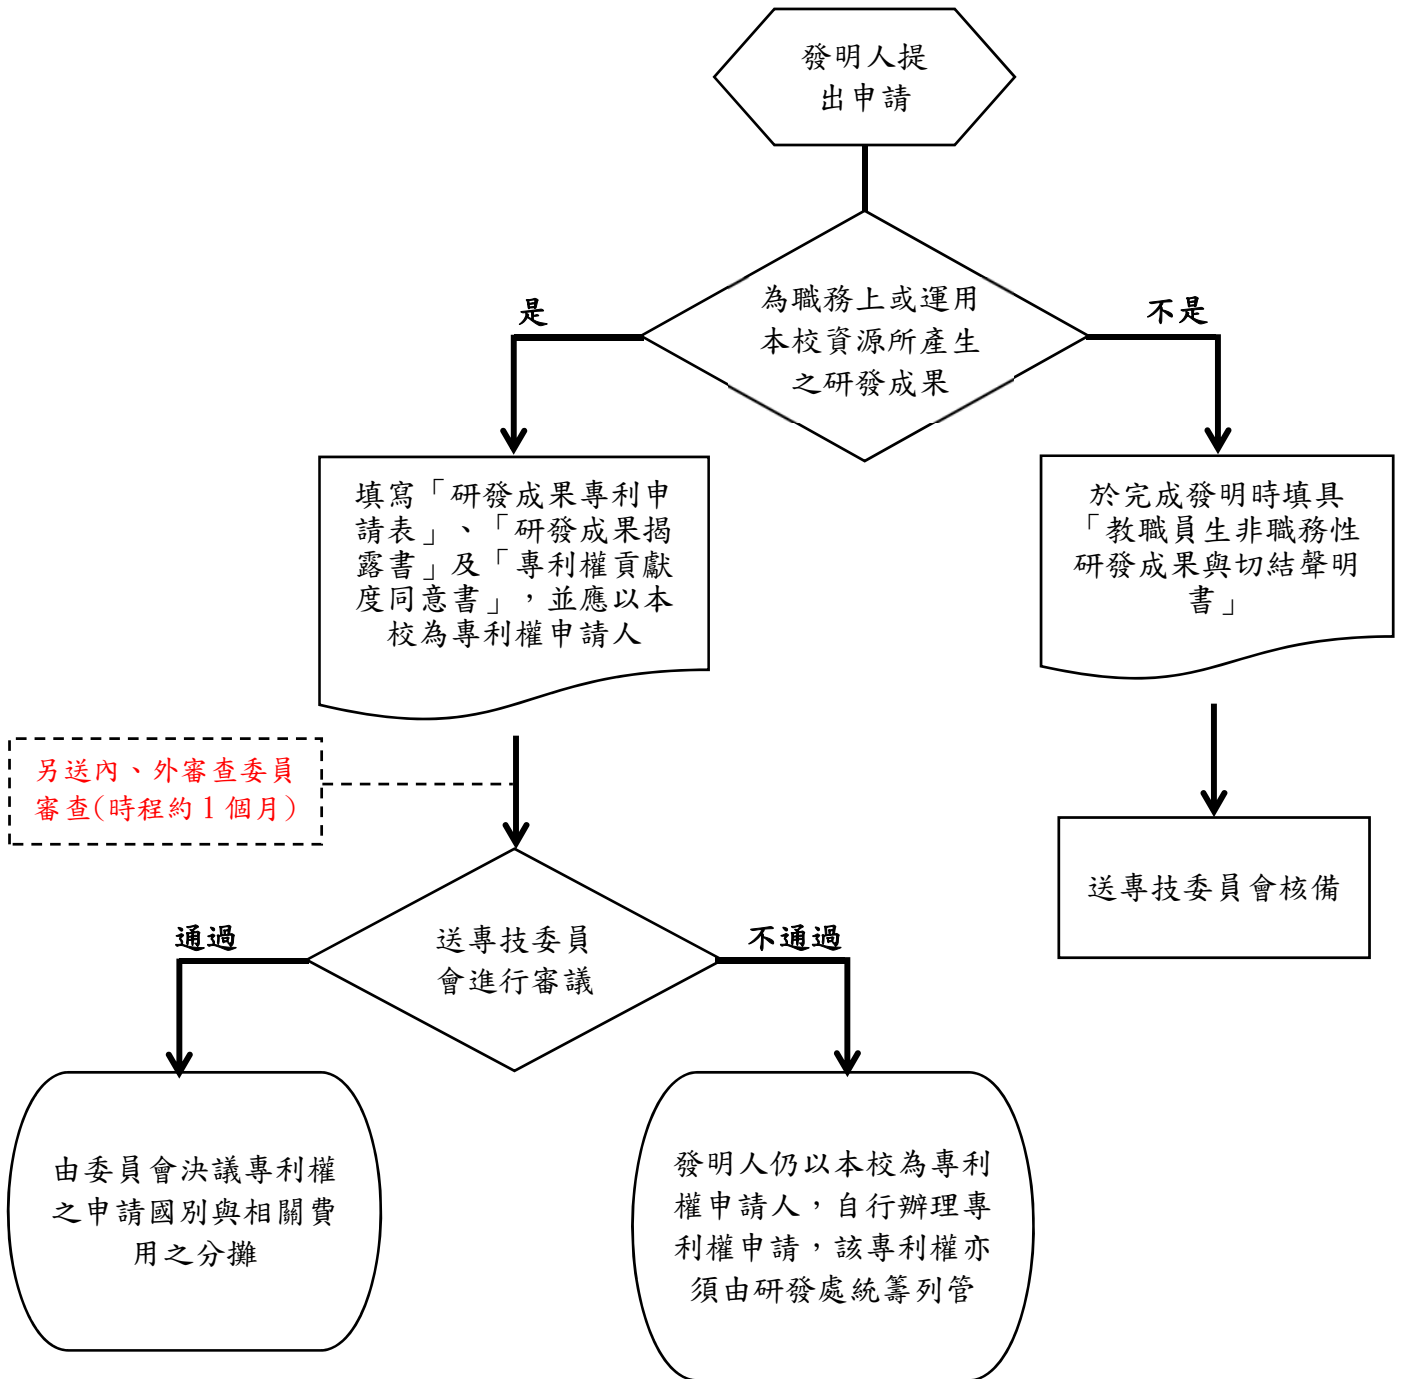 發明人提
出申請
為職務上或運用
本校資源所產生
之研發成果
是
不是
填寫「研發成果專利申
請表」、「研發成果揭
露書」及「專利權貢獻
度同意書」,並應以本
校為專利權申請人
於完成發明時填具
「教職員生非職務性
研發成果與切結聲明
書」
另送內、外審查委員
審查(時程約1個月)
送專技委員會核備
送專技委員
會進行審議
通過
不通過
由委員會決議專利權
之申請國別與相關費
用之分攤
發明人仍以本校為專利
權申請人,自行辦理專
利權申請,該專利權亦
須由研發處統籌列管